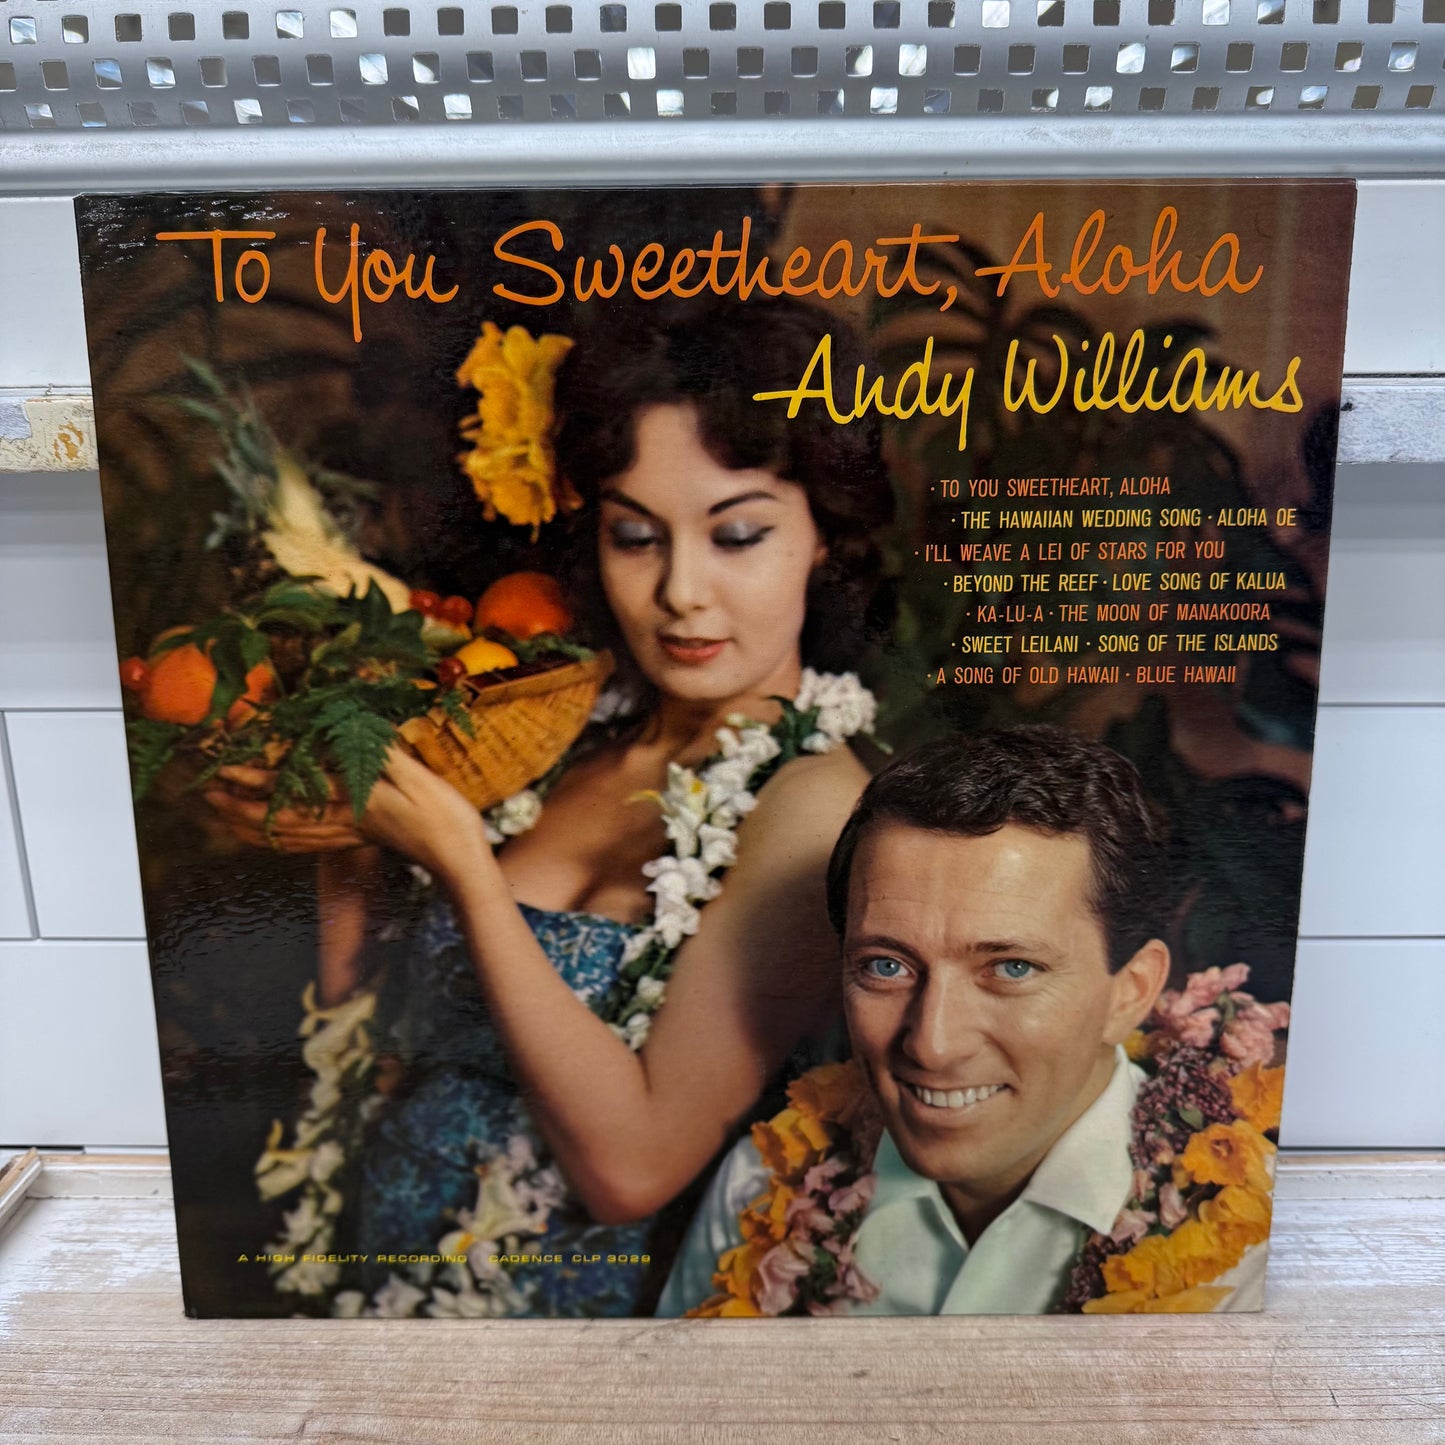 To You Sweetheart, Aloha
Andy Williams
· TO YOU SWEETHEART, ALOHA
· THE HAWAIIAN WEDDING SONG · ALOHA OE
· I'LL WEAVE A LEI OF STARS FOR YOU
· BEYOND THE REEF · LOVE SONG OF KALUA
· KA-LU-A · THE MOON OF MANAKOORA
· SWEET LEILANI · SONG OF THE ISLANDS
· A SONG OF OLD HAWAII · BLUE HAWAII
A HIGH FIDELITY RECORDING CADENCE CLP 3029